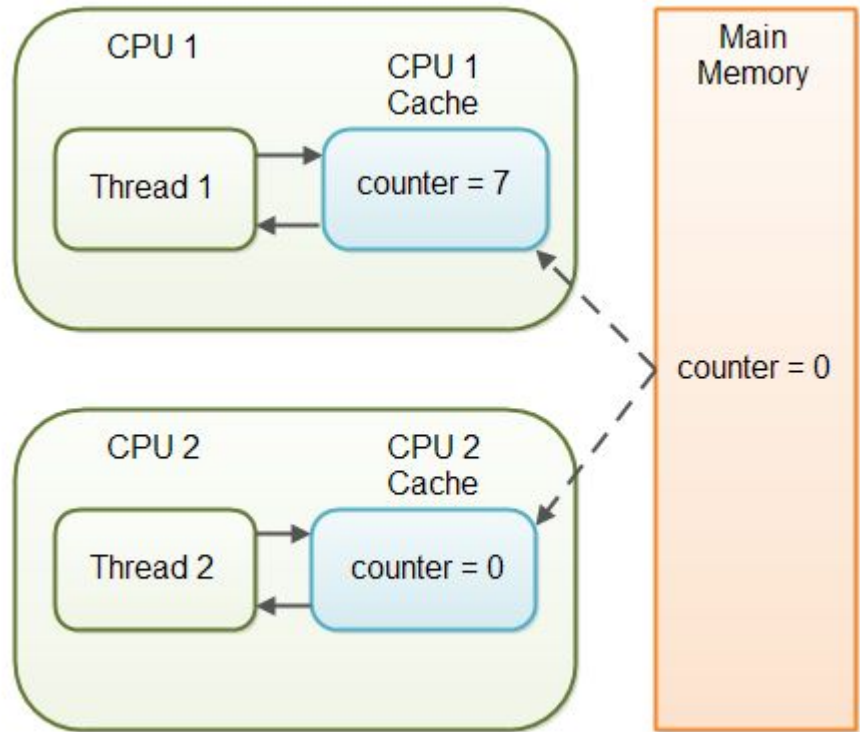 CPU 1
CPU 1
Cache
Thread 1
counter = 7
Main
Memory
counter = 0
CPU 2
CPU 2
Cache
Thread 2
counter = 0